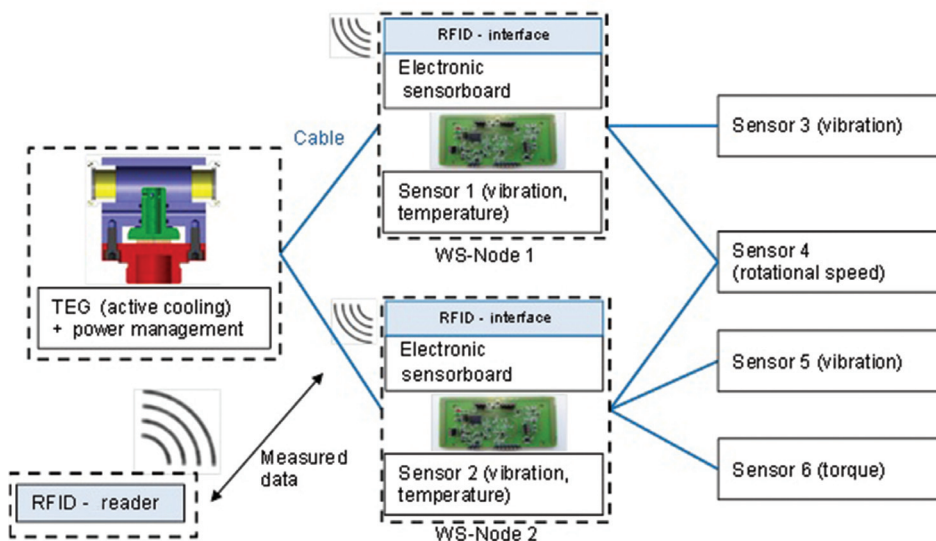 RFID - interface
Electronic
sensorboard
Sensor 1 (vibration,
temperature)
WS-Node 1
Cable
TEG (active cooling)
+ power management
RFID - interface
Electronic
sensorboard
Sensor 2 (vibration,
temperature)
WS-Node 2
Measured
data
RFID - reader
Sensor 3 (vibration)
Sensor 4
(rotational speed)
Sensor 5 (vibration)
Sensor 6 (torque)